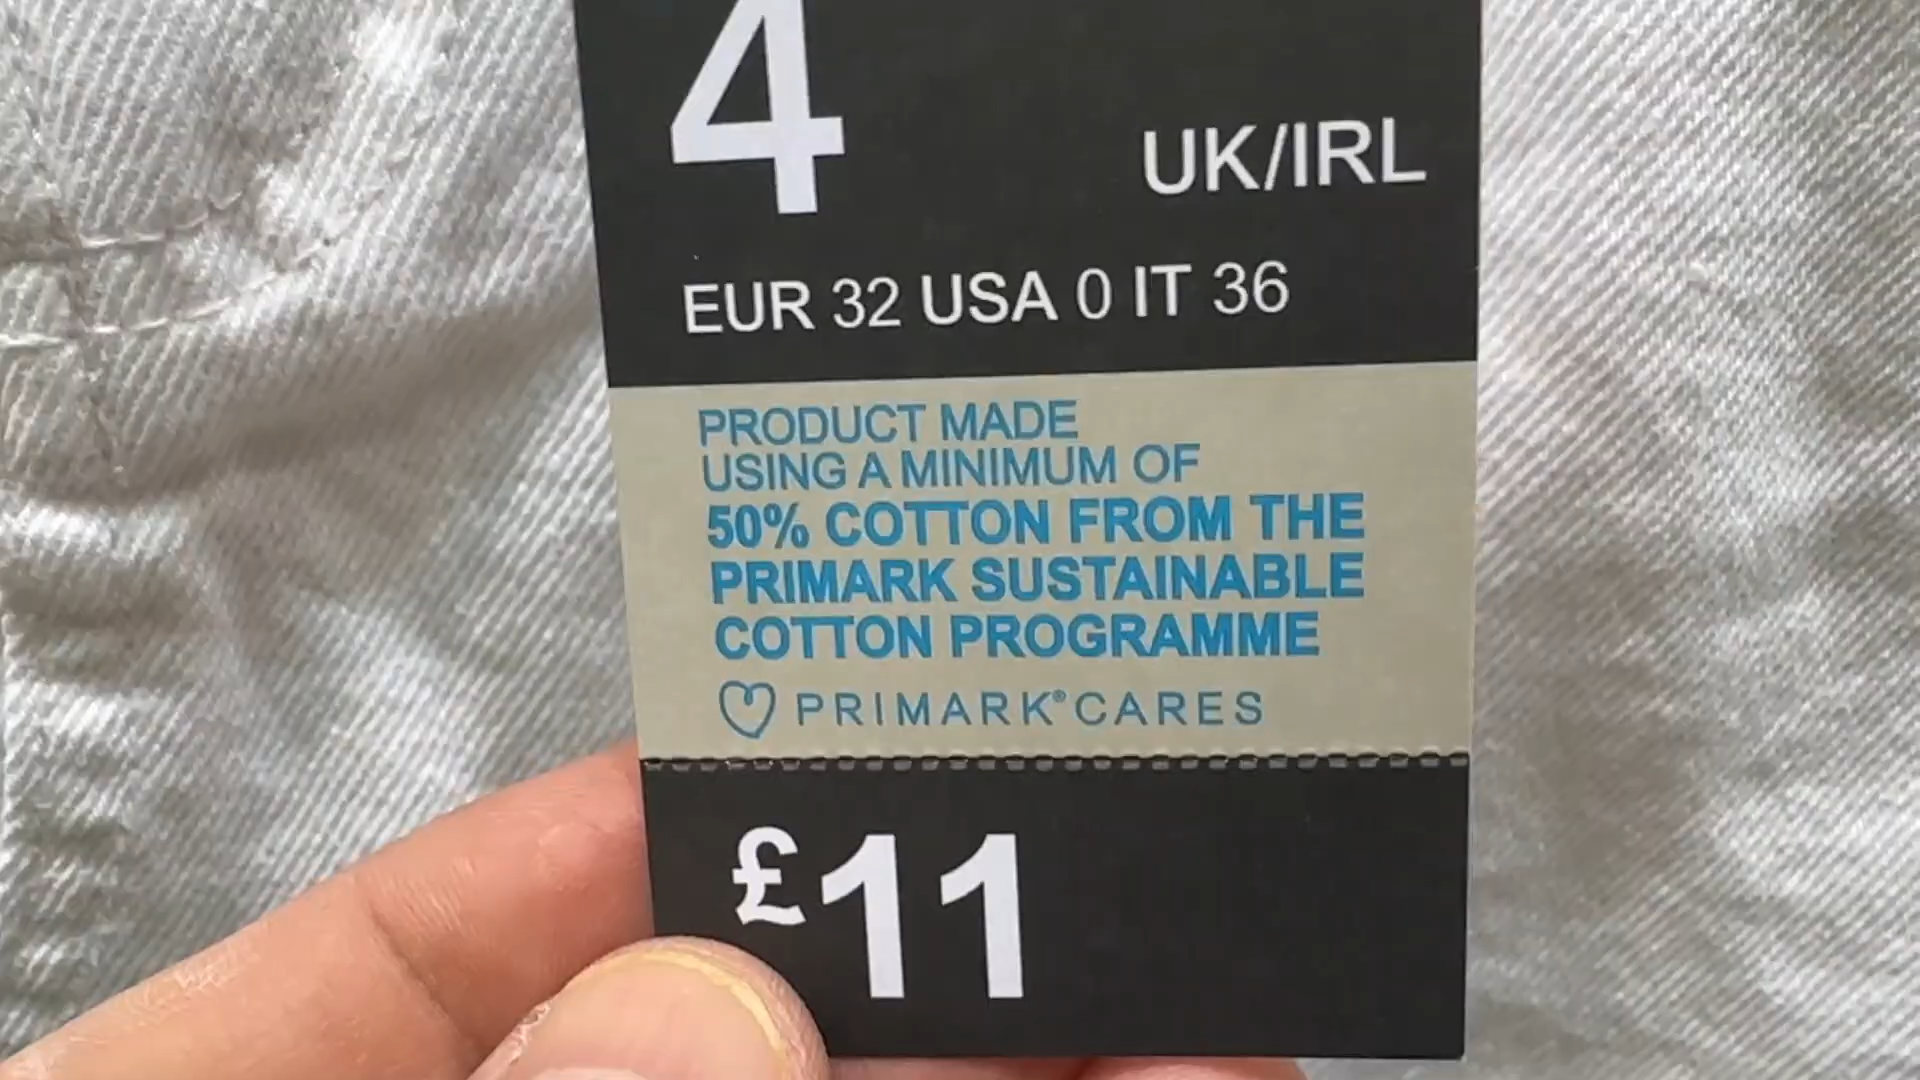 4 UK/IRL
EUR 32 USA 0 IT 36
PRODUCT MADE
USING A MINIMUM OF
50% COTTON FROM THE
PRIMARK SUSTAINABLE
COTTON PROGRAMME
PRIMARK® CARES
£11